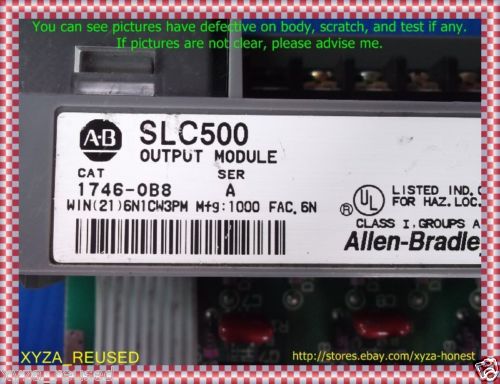 You can see pictures have defective on body, scratch, and test if any.
If pictures are not clear, please advise me.
A-B
SLC500
OUTPUT MODULE
CAT SER
1746-OB8 A
WIN(21)6N1CW3PM Mfg:1000 FAC. 6N
UL
LISTED IND. C
FOR HAZ. LOC.
CLASS I, GROUPS A
Allen-Bradley
XYZA_REUSED
http://stores.ebay.com/xyza-honest